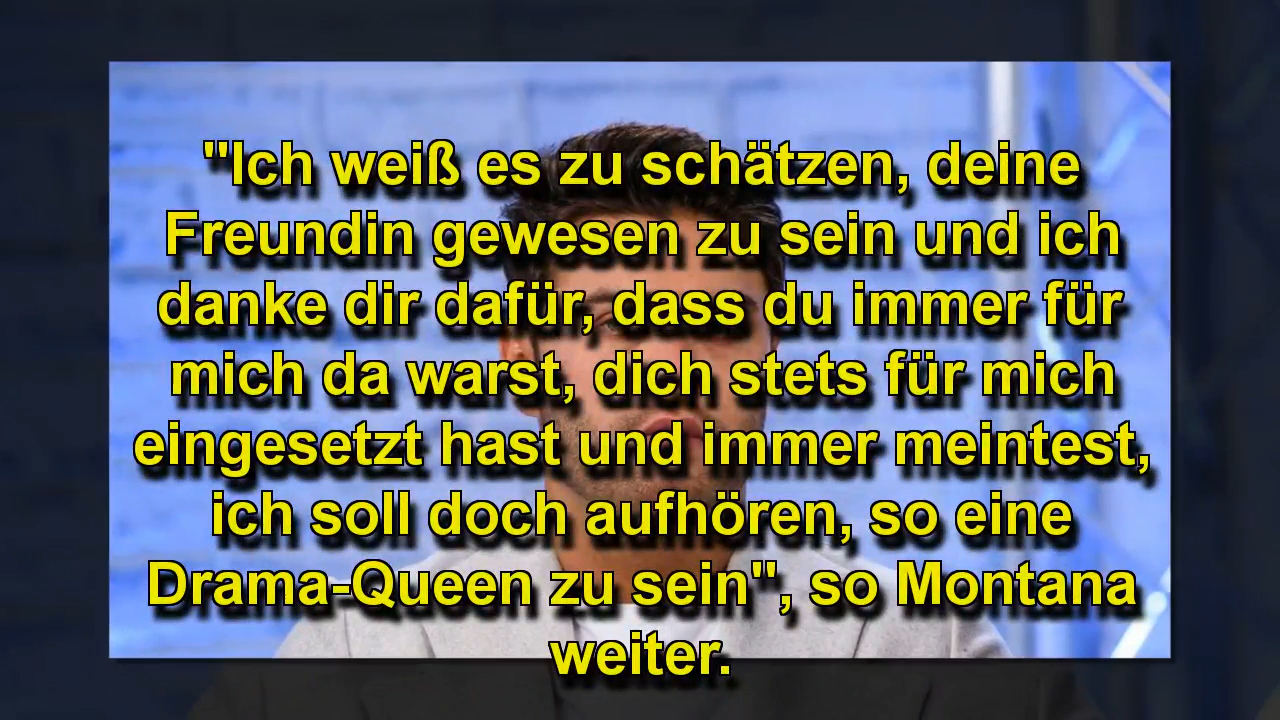 "Ich weiß es zu schätzen, deine
Freundin gewesen zu sein und ich
danke dir dafür, dass du immer für
mich da warst, dich stets für mich
eingesetzt hast und immer meintest,
ich soll doch aufhören, so eine
Drama-Queen zu sein", so Montana
weiter.